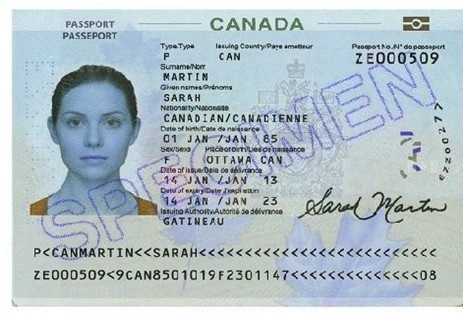 PASSPORT
PASSEPORT
CANADA
Type/Type Issuing Country/Pays émetteur Passport No./N° de passeport
P CAN ZE000509
Surname/Nom
MARTIN
Given names/Prénoms
SARAH
Nationality/Nationalité
CANADIAN/CANADIENNE
Date of birth/Date de naissance
01 JAN /JAN 85
Sex/Sexe Place of birth/Lieu de naissance
F OTTAWA CAN
Date of issue/Date de délivrance
14 JAN /JAN 13
Date of expiry/Date d'expiration
14 JAN /JAN 23
Issuing Authority/Autorité de délivrance
GATINEAU
Sarah Martin
SPECIMEN
P<CANMARTIN<<SARAH<<<<<<<<<<<<<<<<<<<<<<<<<<
ZE000509<9CAN8501019F2301147<<<<<<<<<<<<<<08